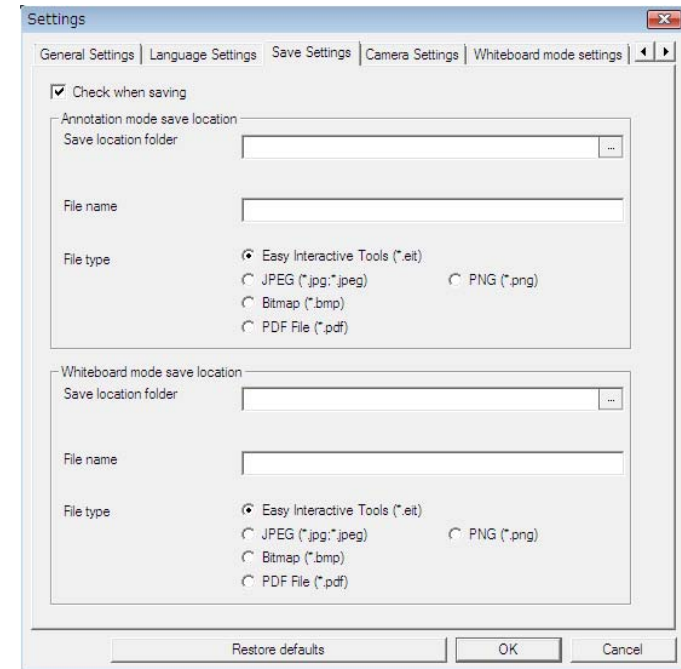 Settings
General Settings Language Settings Save Settings Camera Settings Whiteboard mode settings
Check when saving
Annotation mode save location
Save location folder ...
File name
File type Easy Interactive Tools (*.eit)
JPEG (*.jpg;*.jpeg) PNG (*.png)
Bitmap (*.bmp)
PDF File (*.pdf)
Whiteboard mode save location
Save location folder ...
File name
File type Easy Interactive Tools (*.eit)
JPEG (*.jpg;*.jpeg) PNG (*.png)
Bitmap (*.bmp)
PDF File (*.pdf)
Restore defaults OK Cancel